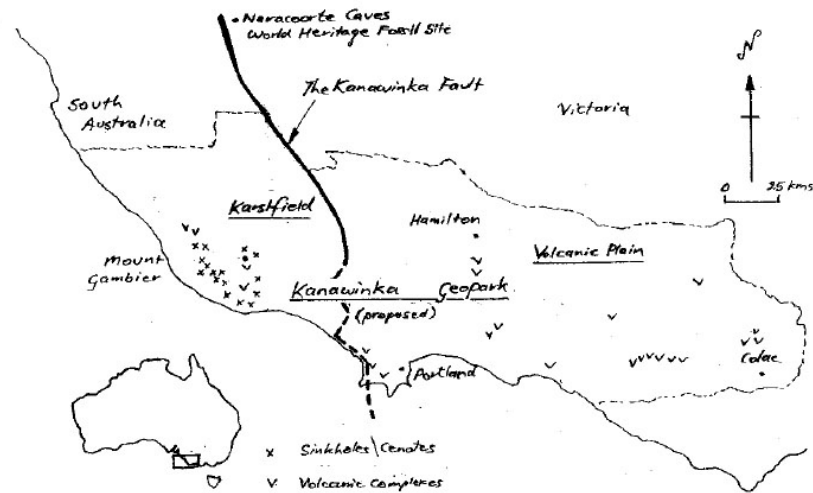 Naracoorte Caves
World Heritage Fossil Site
The Kanawinka Fault
N
South
Australia
Victoria
0 25 kms
Karstfield
Hamilton
Volcanic Plain
Mount
Gambier
Kanawinka Geopark
(proposed)
Colac
Portland
x Sinkholes\Cenotes
v Volcanic Complexes